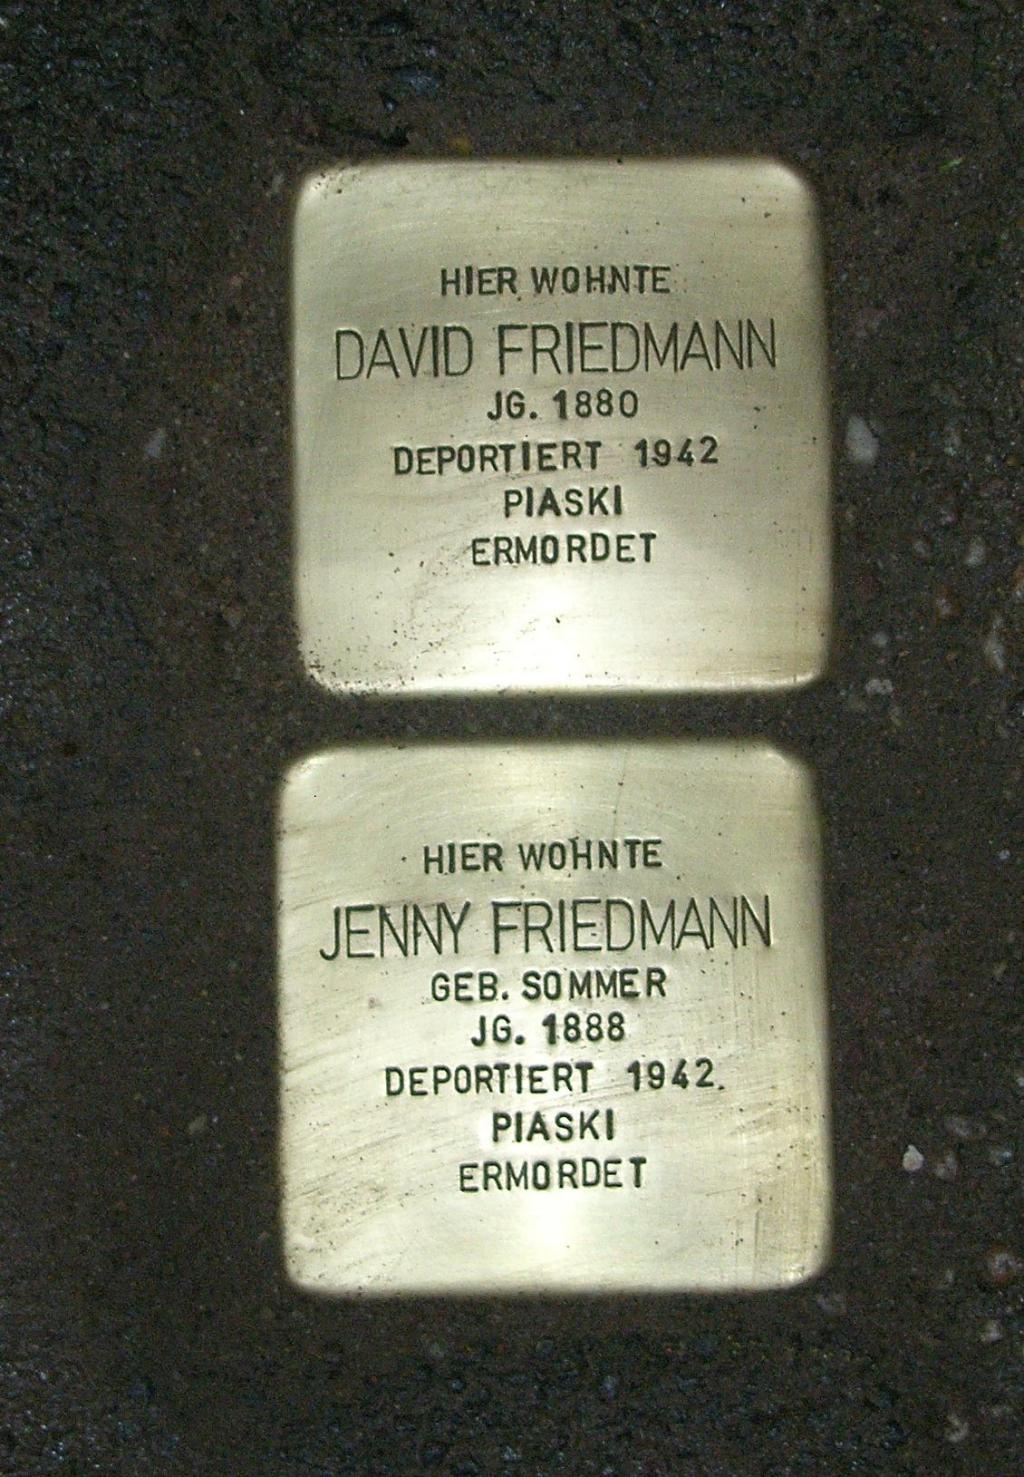 HIER WOHNTE
DAVID FRIEDMANN
JG. 1880
DEPORTIERT 1942
PIASKI
ERMORDET
HIER WOHNTE
JENNY FRIEDMANN
GEB. SOMMER
JG. 1888
DEPORTIERT 1942
PIASKI
ERMORDET